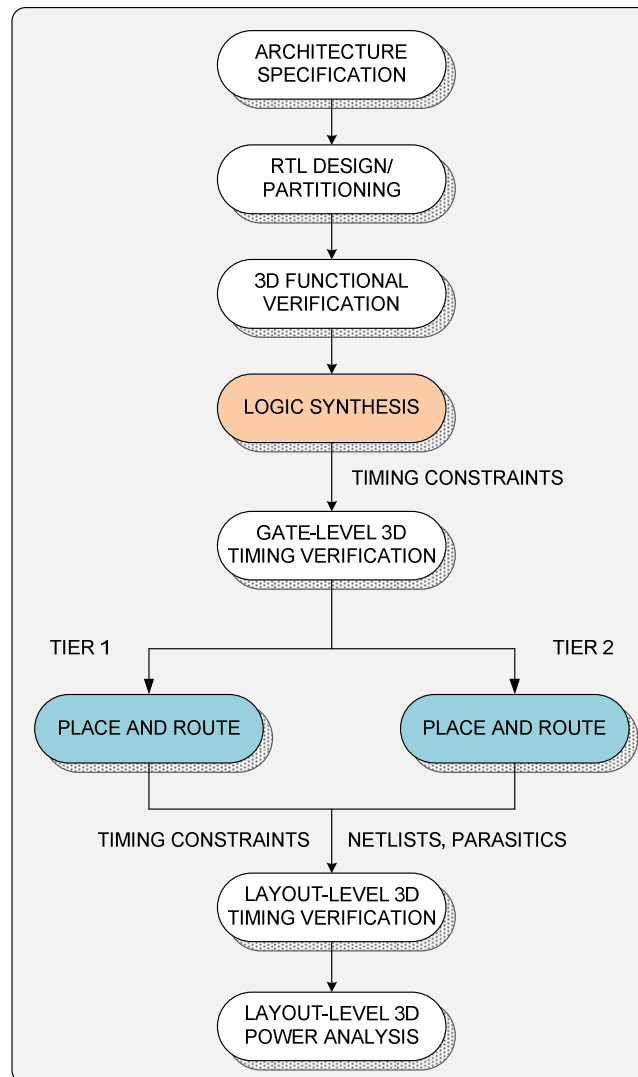 ARCHITECTURE
SPECIFICATION
RTL DESIGN/
PARTITIONING
3D FUNCTIONAL
VERIFICATION
LOGIC SYNTHESIS
TIMING CONSTRAINTS
GATE-LEVEL 3D
TIMING VERIFICATION
TIER 1
TIER 2
PLACE AND ROUTE
PLACE AND ROUTE
TIMING CONSTRAINTS
NETLISTS, PARASITICS
LAYOUT-LEVEL 3D
TIMING VERIFICATION
LAYOUT-LEVEL 3D
POWER ANALYSIS